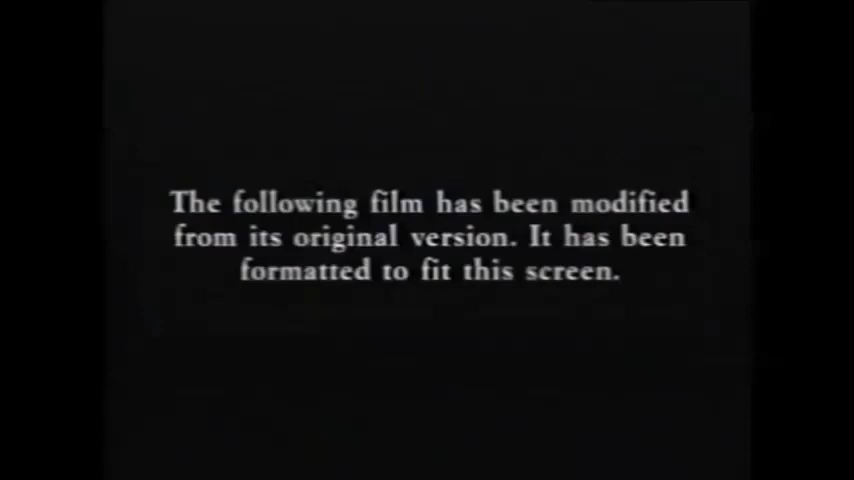 The following film has been modified
from its original version. It has been
formatted to fit this screen.